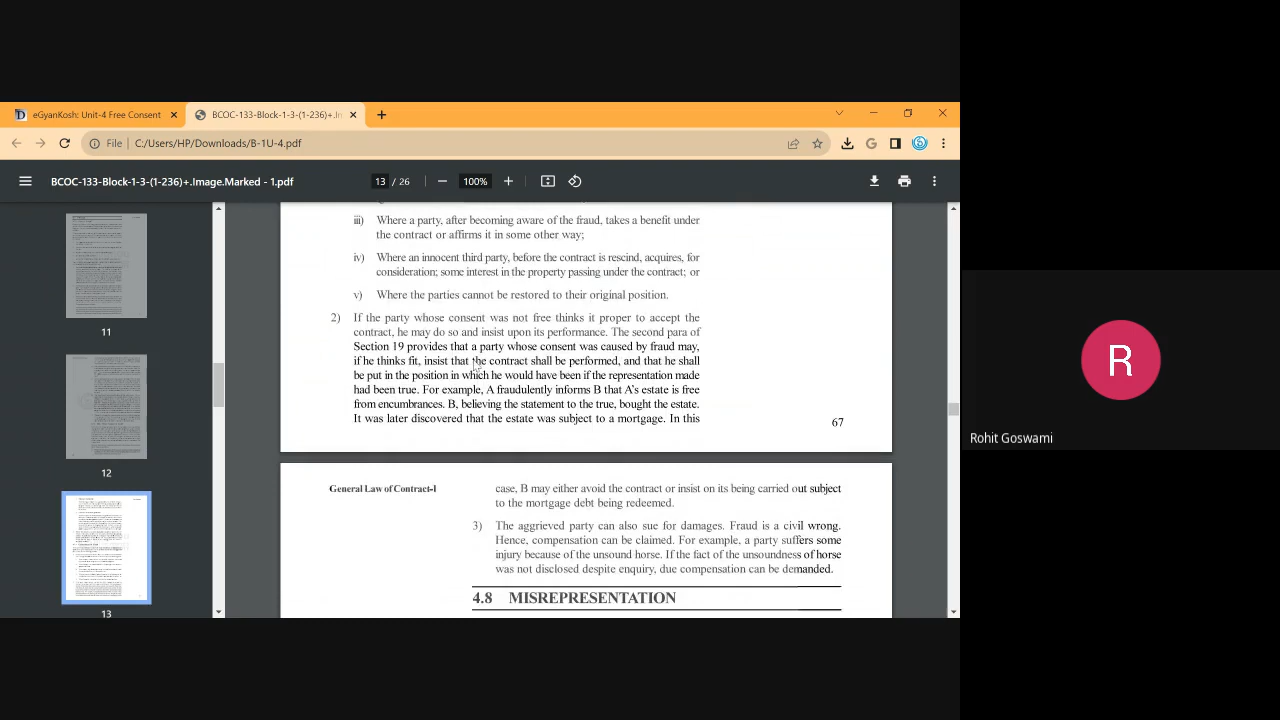 eGyanKosh: Unit-4 Free Consent
BCOC-133-Block-1-3-(1-236)+.In
File
C:/Users/HP/Downloads/B-1U-4.pdf
BCOC-133-Block-1-3-(1-236)+.Image.Marked - 1.pdf
13 / 26
100%
11
12
13
iii) Where a party, after becoming aware of the fraud, takes a benefit under
the contract or affirms it in some other way;
iv) Where an innocent third party, before the contract is rescind, acquires, for
consideration; some interest in the property passing under the contract; or
v) Where the parties cannot be restored to their original position.
2) If the party whose consent was not free thinks it proper to accept the
contract, he may do so and insist upon its performance. The second para of
Section 19 provides that a party whose consent was caused by fraud may,
if he thinks fit, insist that the contract shall be performed, and that he shall
be put in the position in which he would have been if the representation made
had been true. For example, A fraudulently informs B that A's estate is free
from encumbrances. B, believing the statement to the true, bought the estate.
It was later discovered that the estate was subject to a mortgage. In this
67
General Law of Contract-I
case, B may either avoid the contract or insist on its being carried out subject
to the mortgage debt being redeemed.
3) The aggrieved party can also sue for damages. Fraud is a civil wrong.
Hence, compensation can be claimed. For example, a party suffers some
injury because of the unsound horse. If the fact of the unsoundness of horse
was not disclosed despite enquiry, due compensation can be demanded.
4.8 MISREPRESENTATION
R
Rohit Goswami